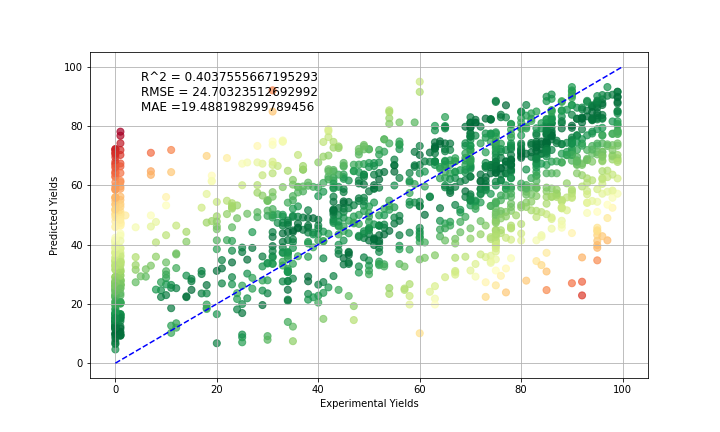 R^2 = 0.4037555667195293
RMSE = 24.70323512692992
MAE =19.488198299789456
Predicted Yields
100
80
60
40
20
0
0 20 40 60 80 100
Experimental Yields